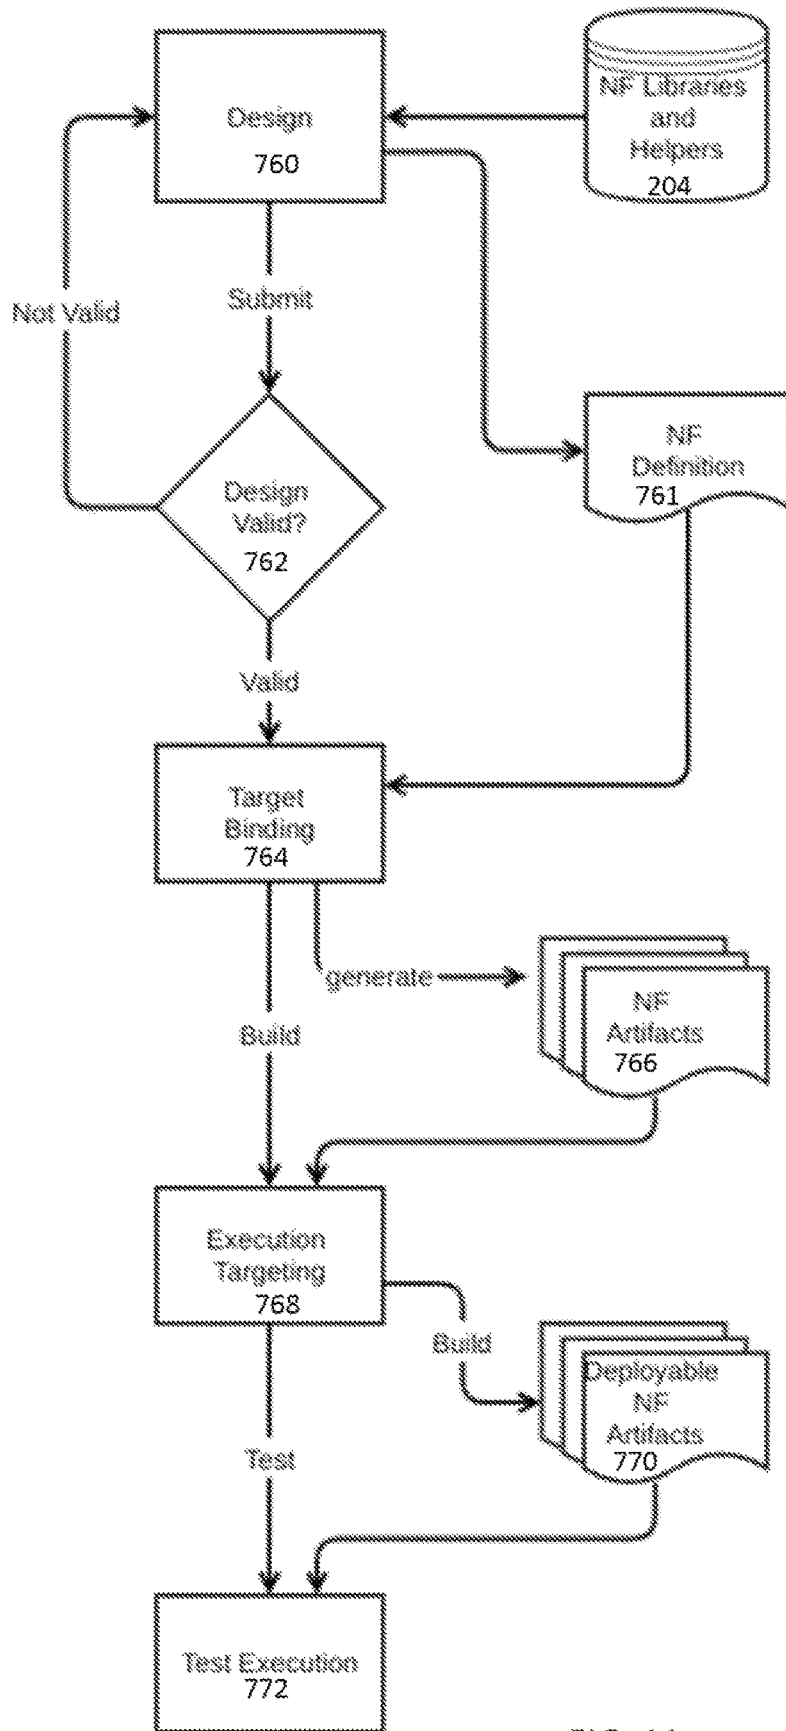 Design
760
NF Libraries
and
Helpers
204
Not Valid
Submit
NF
Definition
761
Design
Valid?
762
Valid
Target
Binding
764
generate
NF
Artifacts
766
Build
Execution
Targeting
768
Build
Deployable
NF
Artifacts
770
Test
Test Execution
772